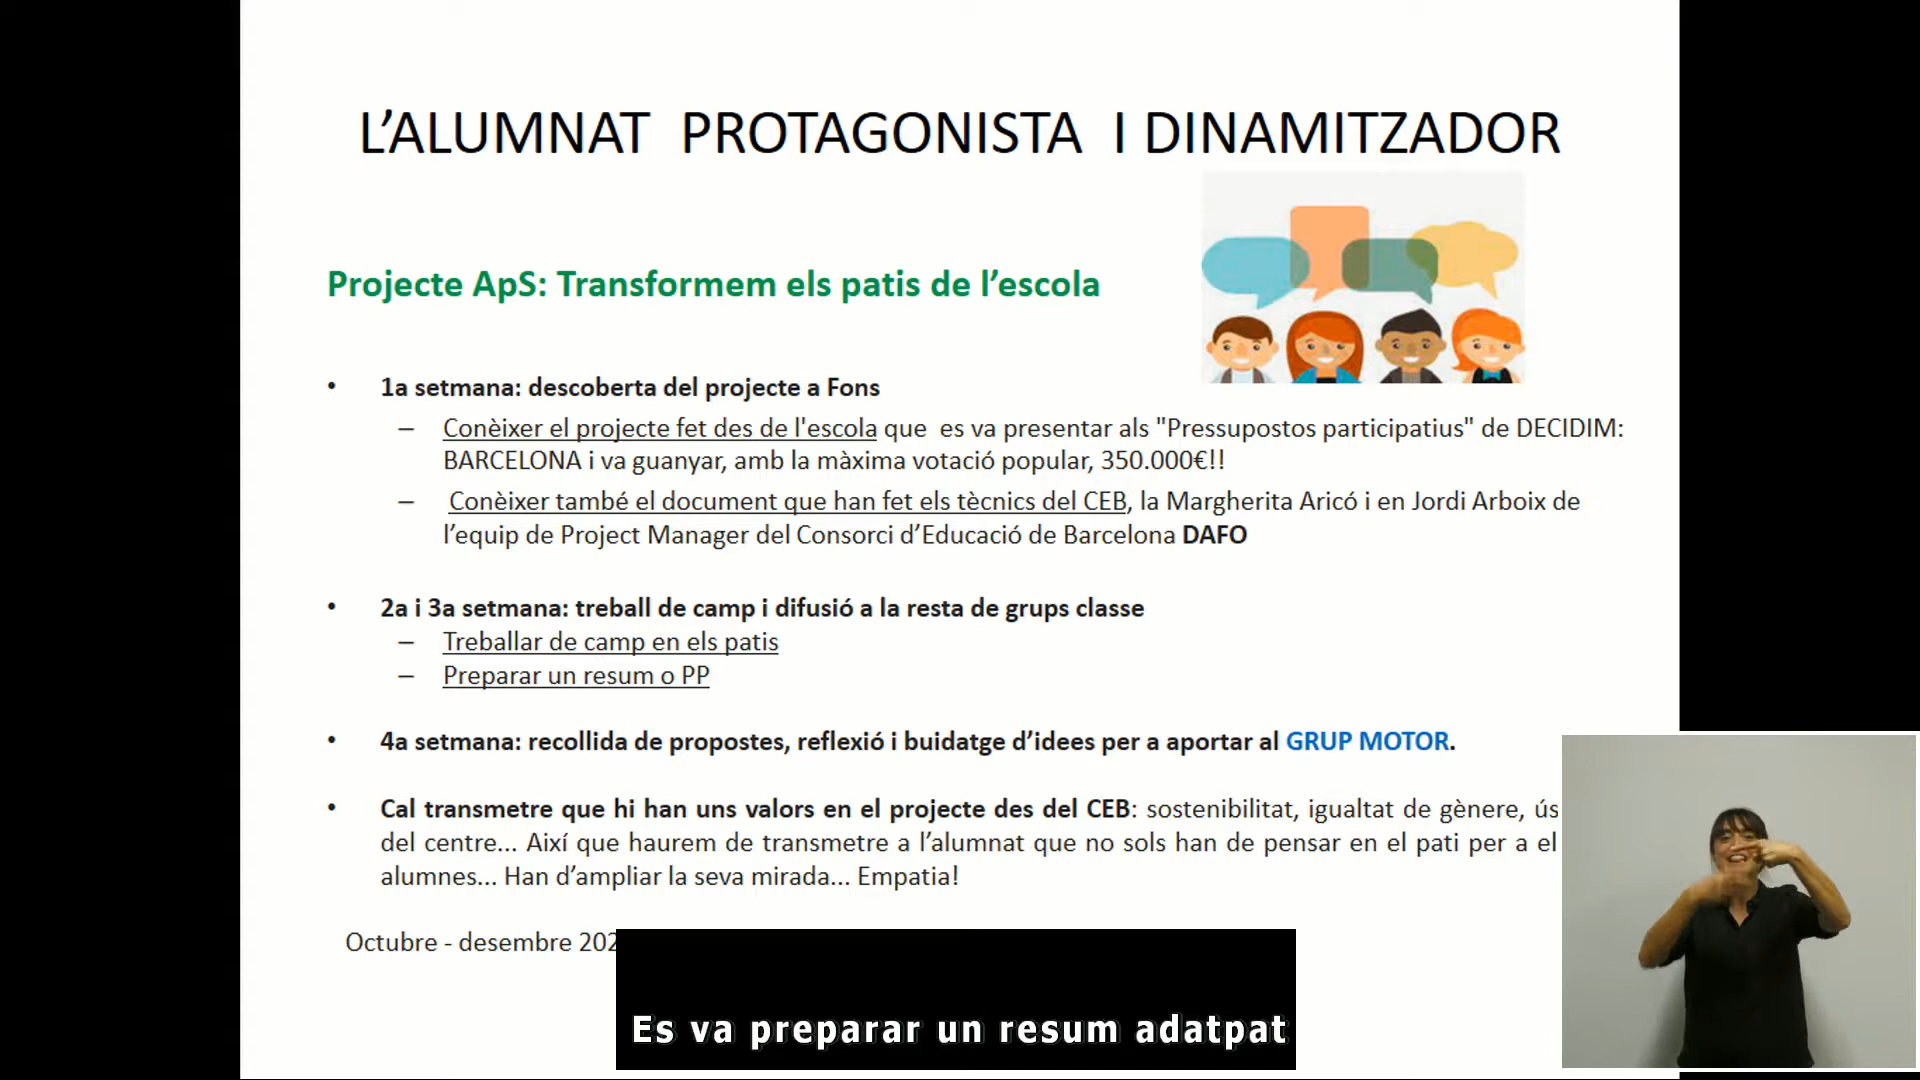 L’ALUMNAT PROTAGONISTA I DINAMITZADOR
Projecte ApS: Transformem els patis de l’escola
• 1a setmana: descoberta del projecte a Fons
– Conèixer el projecte fet des de l'escola que es va presentar als "Pressupostos participatius" de DECIDIM:
BARCELONA i va guanyar, amb la màxima votació popular, 350.000€!!
– Conèixer també el document que han fet els tècnics del CEB, la Margherita Aricó i en Jordi Arboix de
l’equip de Project Manager del Consorci d’Educació de Barcelona DAFO
• 2a i 3a setmana: treball de camp i difusió a la resta de grups classe
– Treballar de camp en els patis
– Preparar un resum o PP
• 4a setmana: recollida de propostes, reflexió i buidatge d’idees per a aportar al GRUP MOTOR.
• Cal transmetre que hi han uns valors en el projecte des del CEB: sostenibilitat, igualtat de gènere, ús
del centre... Així que haurem de transmetre a l’alumnat que no sols han de pensar en el pati per a el
alumnes... Han d’ampliar la seva mirada... Empatia!
Octubre - desembre 202
Es va preparar un resum adatpat